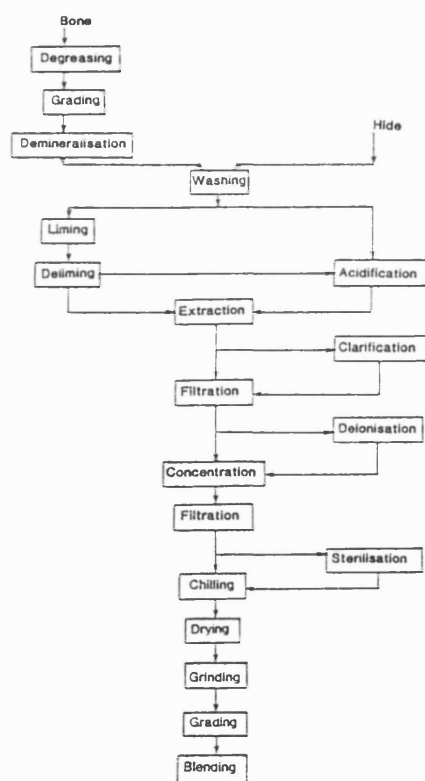 Bone
Degreasing
Grading
Hide
Demineralisation
Washing
Liming
Deliming
Acidification
Extraction
Clarification
Filtration
Deionisation
Concentration
Filtration
Sterilisation
Chilling
Drying
Grinding
Grading
Blending